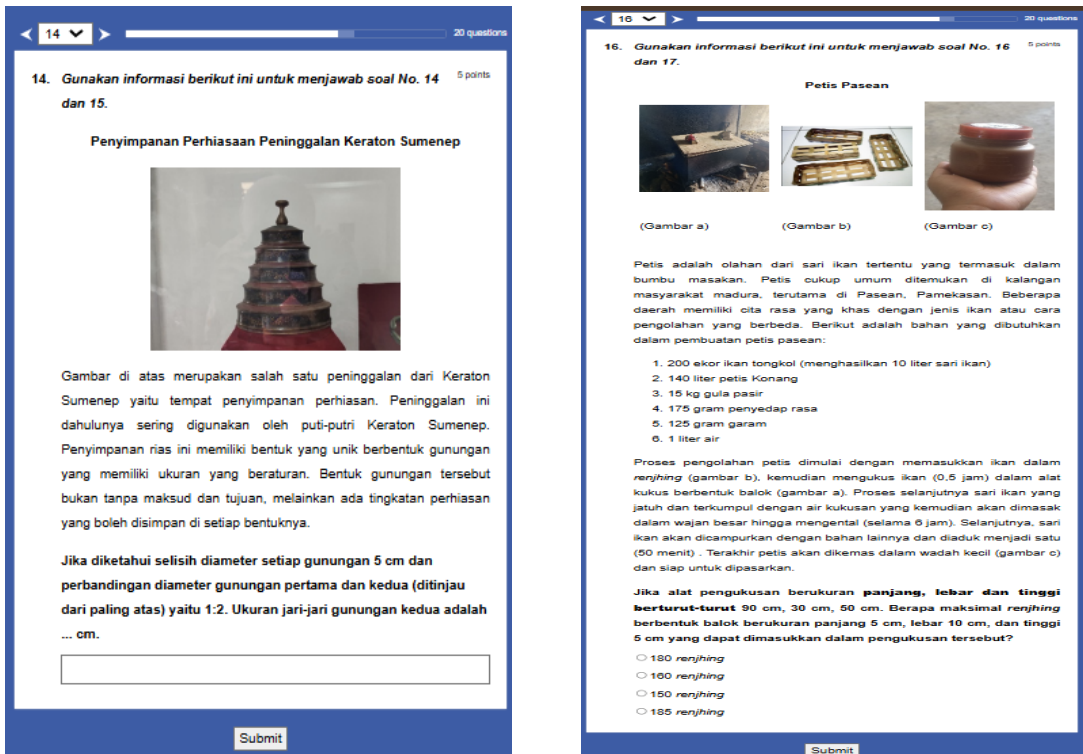 14
20 questions
14. Gunakan informasi berikut ini untuk menjawab soal No. 14
5 points
dan 15.
Penyimpanan Perhiasaan Peninggalan Keraton Sumenep
Gambar di atas merupakan salah satu peninggalan dari Keraton
Sumenep yaitu tempat penyimpanan perhiasan. Peninggalan ini
dahulunya sering digunakan oleh puti-putri Keraton Sumenep.
Penyimpanan rias ini memiliki bentuk yang unik berbentuk gunungan
yang memiliki ukuran yang beraturan. Bentuk gunungan tersebut
bukan tanpa maksud dan tujuan, melainkan ada tingkatan perhiasan
yang boleh disimpan di setiap bentuknya.
Jika diketahui selisih diameter setiap gunungan 5 cm dan
perbandingan diameter gunungan pertama dan kedua (ditinjau
dari paling atas) yaitu 1:2. Ukuran jari-jari gunungan kedua adalah
... cm.
Submit
16
20 questions
16. Gunakan informasi berikut ini untuk menjawab soal No. 16
5 points
dan 17.
Petis Pasean
(Gambar a)
(Gambar b)
(Gambar c)
Petis adalah olahan dari sari ikan tertentu yang termasuk dalam
bumbu masakan. Petis cukup umum ditemukan di kalangan
masyarakat madura, terutama di Pasean, Pamekasan. Beberapa
daerah memiliki cita rasa yang khas dengan jenis ikan atau cara
pengolahan yang berbeda. Berikut adalah bahan yang dibutuhkan
dalam pembuatan petis pasean:
1. 200 ekor ikan tongkol (menghasilkan 10 liter sari ikan)
2. 140 liter petis Konang
3. 15 kg gula pasir
4. 175 gram penyedap rasa
5. 125 gram garam
6. 1 liter air
Proses pengolahan petis dimulai dengan memasukkan ikan dalam
renjhing (gambar b), kemudian mengukus ikan (0,5 jam) dalam alat
kukus berbentuk balok (gambar a). Proses selanjutnya sari ikan yang
jatuh dan terkumpul dengan air kukusan yang kemudian akan dimasak
dalam wajan besar hingga mengental (selama 6 jam). Selanjutnya, sari
ikan akan dicampurkan dengan bahan lainnya dan diaduk menjadi satu
(50 menit) . Terakhir petis akan dikemas dalam wadah kecil (gambar c)
dan siap untuk dipasarkan.
Jika alat pengukusan berukuran panjang, lebar dan tinggi
berturut-turut 90 cm, 30 cm, 50 cm. Berapa maksimal renjhing
berbentuk balok berukuran panjang 5 cm, lebar 10 cm, dan tinggi
5 cm yang dapat dimasukkan dalam pengukusan tersebut?
180 renjhing
160 renjhing
150 renjhing
185 renjhing
Submit